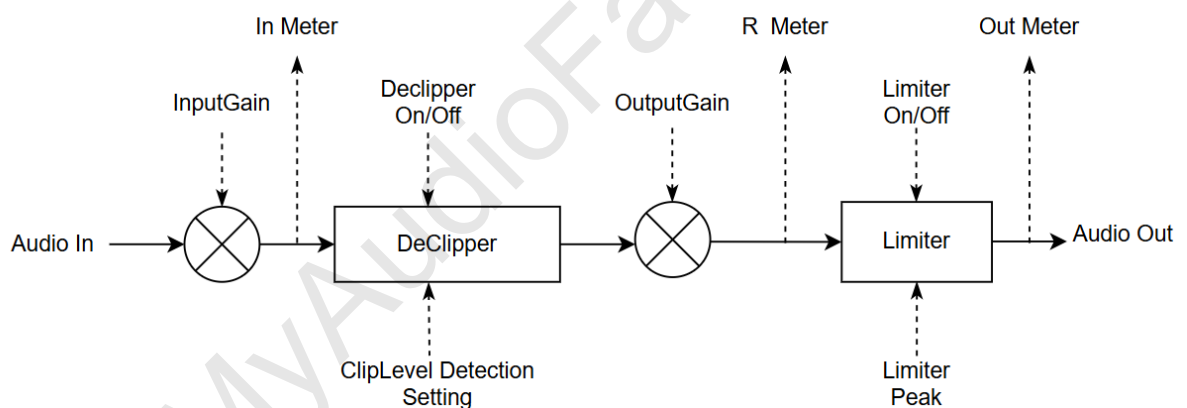 In Meter
R Meter
Out Meter
InputGain
Declipper
On/Off
OutputGain
Limiter
On/Off
Audio In
DeClipper
Limiter
Audio Out
ClipLevel Detection
Setting
Limiter
Peak
MyAudioFa